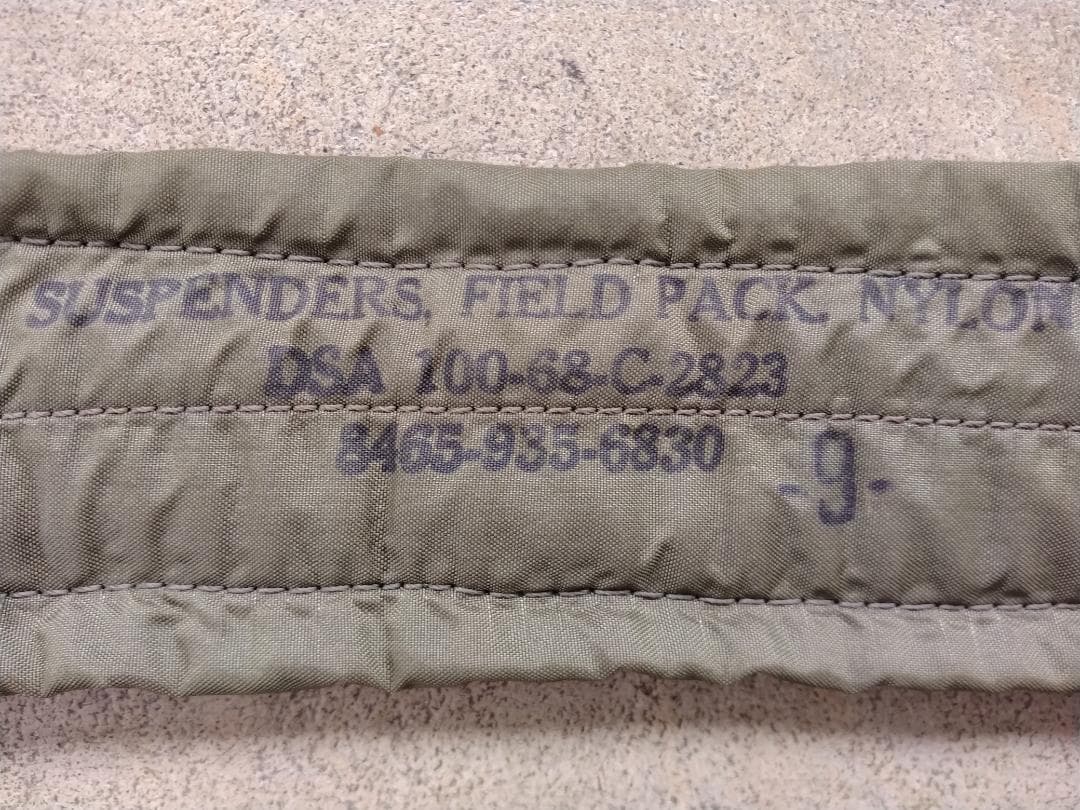 SUSPENDERS, FIELD PACK, NYLON
DSA 100-68-C-2823
8465-935-6830
-9-